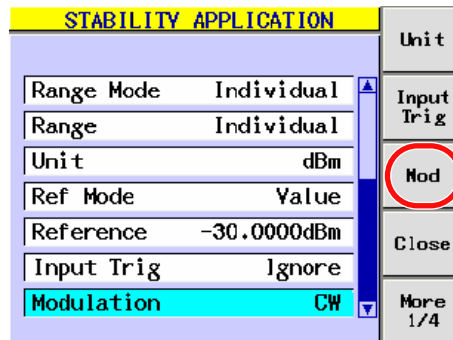 STABILITY APPLICATION
Range Mode Individual
Range Individual
Unit dBm
Ref Mode Value
Reference -30.0000dBm
Input Trig Ignore
Modulation CW
Unit
Input
Trig
Mod
Close
More
1/4